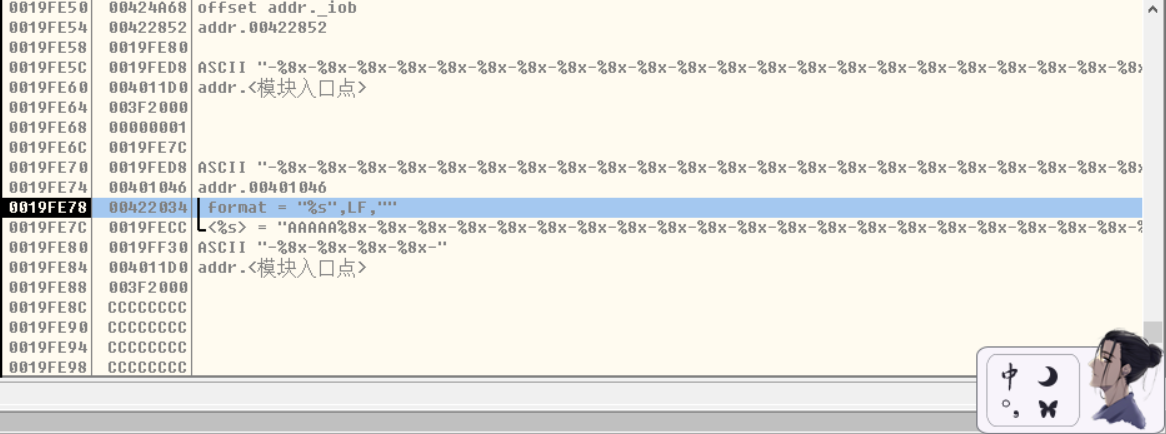 0019FE50 00424A68 offset addr._iob
0019FE54 00422852 addr.00422852
0019FE58 0019FE80
0019FE5C 0019FED8 ASCII "-%8x-%8x-%8x-%8x-%8x-%8x-%8x-%8x-%8x-%8x-%8x-%8x-%8x-%8x-%8x-%8x-%8x-%8x-%8x-%8x-%8x-%8x
0019FE60 004011D0 addr.<模块入口点>
0019FE64 003F2000
0019FE68 00000001
0019FE6C 0019FE7C
0019FE70 0019FED8 ASCII "-%8x-%8x-%8x-%8x-%8x-%8x-%8x-%8x-%8x-%8x-%8x-%8x-%8x-%8x-%8x-%8x-%8x-%8x-%8x-%8x-%8x-%8x
0019FE74 00401046 addr.00401046
0019FE78 00422034 format = "%s",LF,""
0019FE7C 0019FECC <%s> = "AAAAA%8x-%8x-%8x-%8x-%8x-%8x-%8x-%8x-%8x-%8x-%8x-%8x-%8x-%8x-%8x-%8x-%8x-%8x-%8x-%8x-%
0019FE80 0019FF30 ASCII "-%8x-%8x-%8x-%8x-"
0019FE84 004011D0 addr.<模块入口点>
0019FE88 003F2000
0019FE8C CCCCCCCC
0019FE90 CCCCCCCC
0019FE94 CCCCCCCC
0019FE98 CCCCCCCC
中
°,